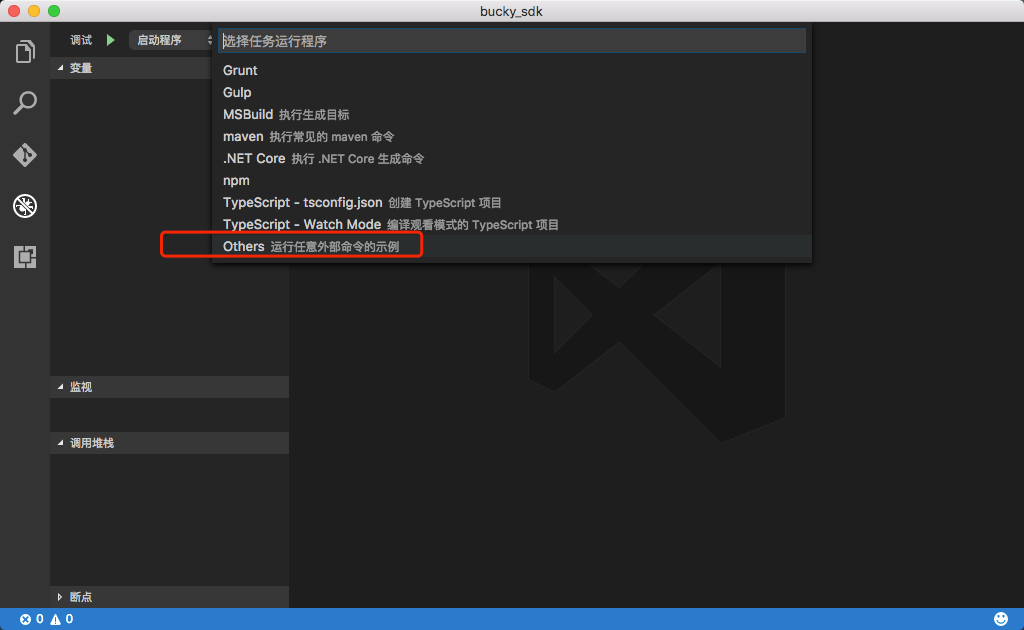 bucky_sdk
调试 启动程序
选择任务运行程序
变量
Grunt
Gulp
MSBuild 执行生成目标
maven 执行常见的 maven 命令
.NET Core 执行 .NET Core 生成命令
npm
TypeScript - tsconfig.json 创建 TypeScript 项目
TypeScript - Watch Mode 编译观看模式的 TypeScript 项目
Others 运行任意外部命令的示例
监视
调用堆栈
断点
0 0